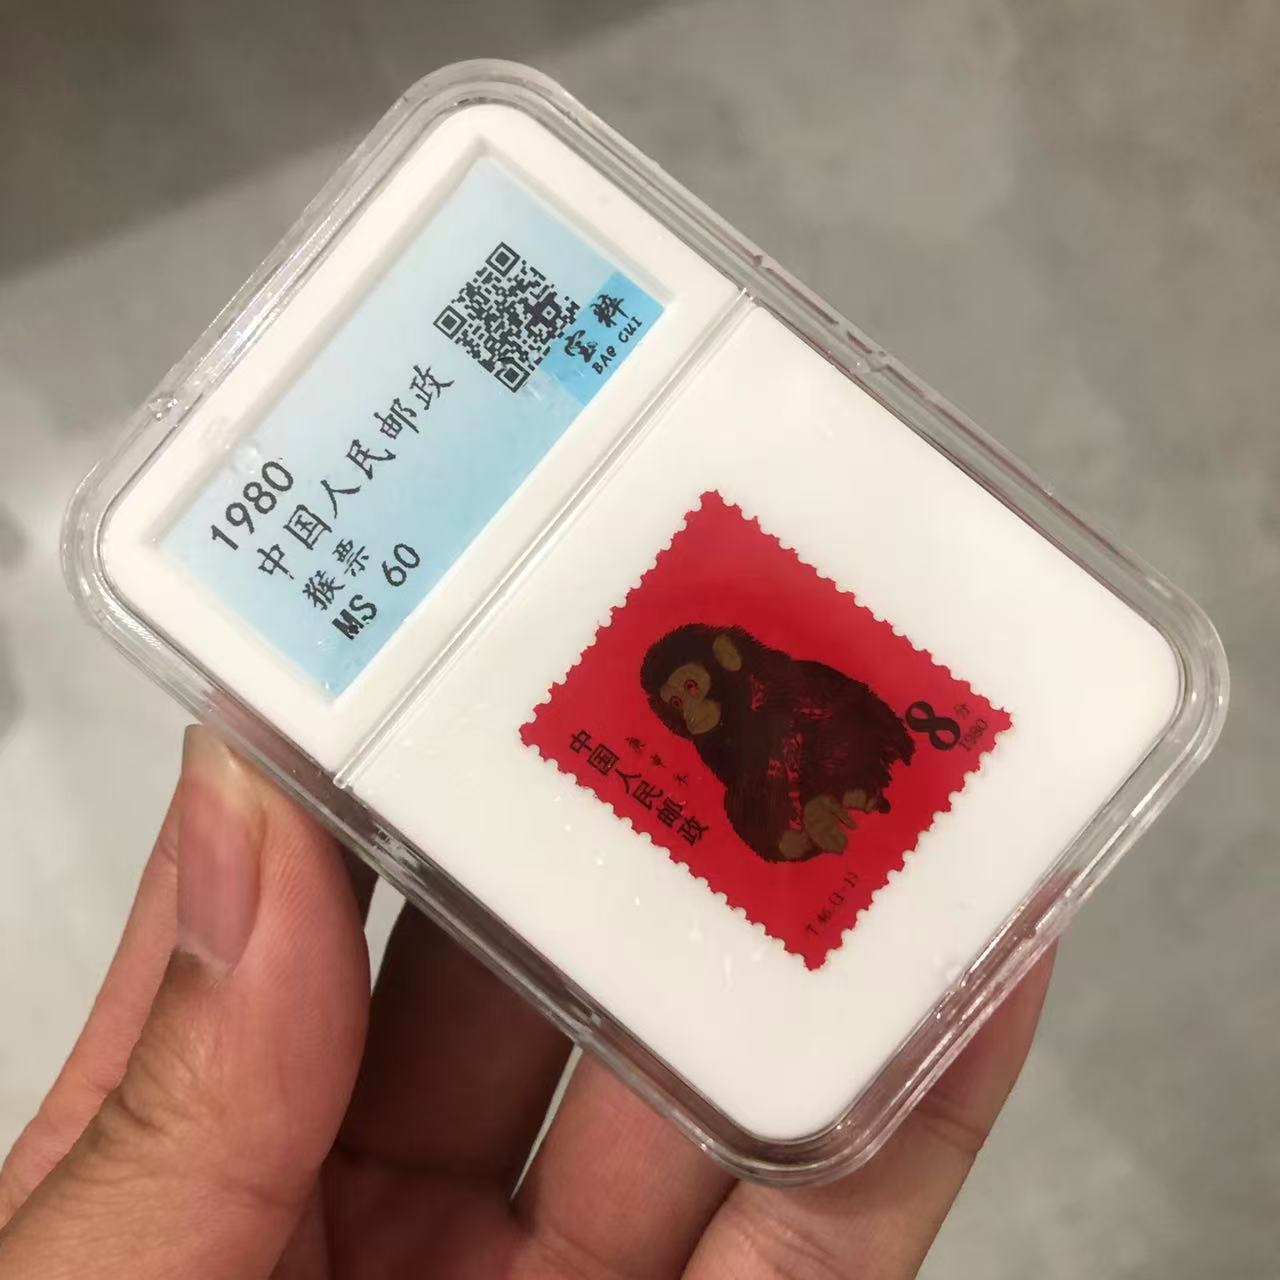 1980
中国人民邮政
猴票
MS 60
宝粹
BAO CUI
中国人民邮政
庚申年
8分
1980
T.46.(1-1)